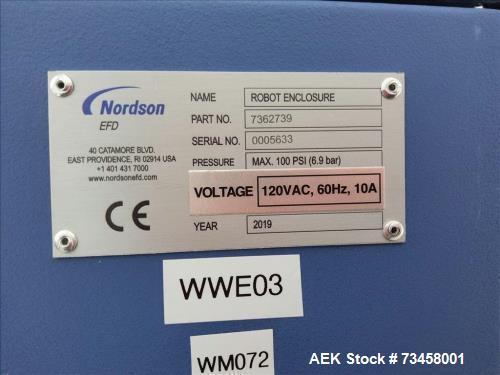 Nordson
EFD
40 CATAMORE BLVD.
EAST PROVIDENCE, RI 02914 USA
+1 401 431 7000
www.nordsonefd.com
CE
NAME ROBOT ENCLOSURE
PART NO. 7362739
SERIAL NO. 0005633
PRESSURE MAX. 100 PSI (6.9 bar)
VOLTAGE 120VAC, 60Hz, 10A
YEAR 2019
WWE03
WM072
AEK Stock # 73458001